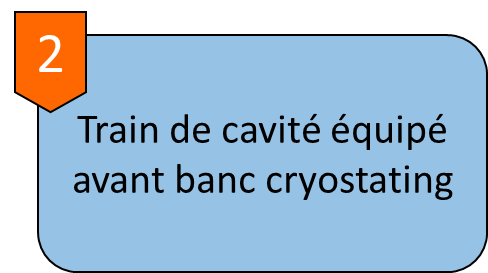 2
Train de cavité équipé
avant banc cryostating